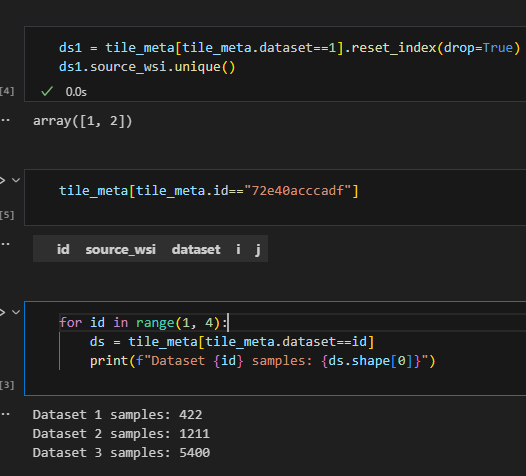 ds1 = tile_meta[tile_meta.dataset==1].reset_index(drop=True)
ds1.source_wsi.unique()
[4]
0.0s
array([1, 2])
tile_meta[tile_meta.id=="72e40acccadf"]
[5]
id source_wsi dataset i j
for id in range(1, 4):
ds = tile_meta[tile_meta.dataset==id]
print(f"Dataset {id} samples: {ds.shape[0]}")
[3]
Dataset 1 samples: 422
Dataset 2 samples: 1211
Dataset 3 samples: 5400